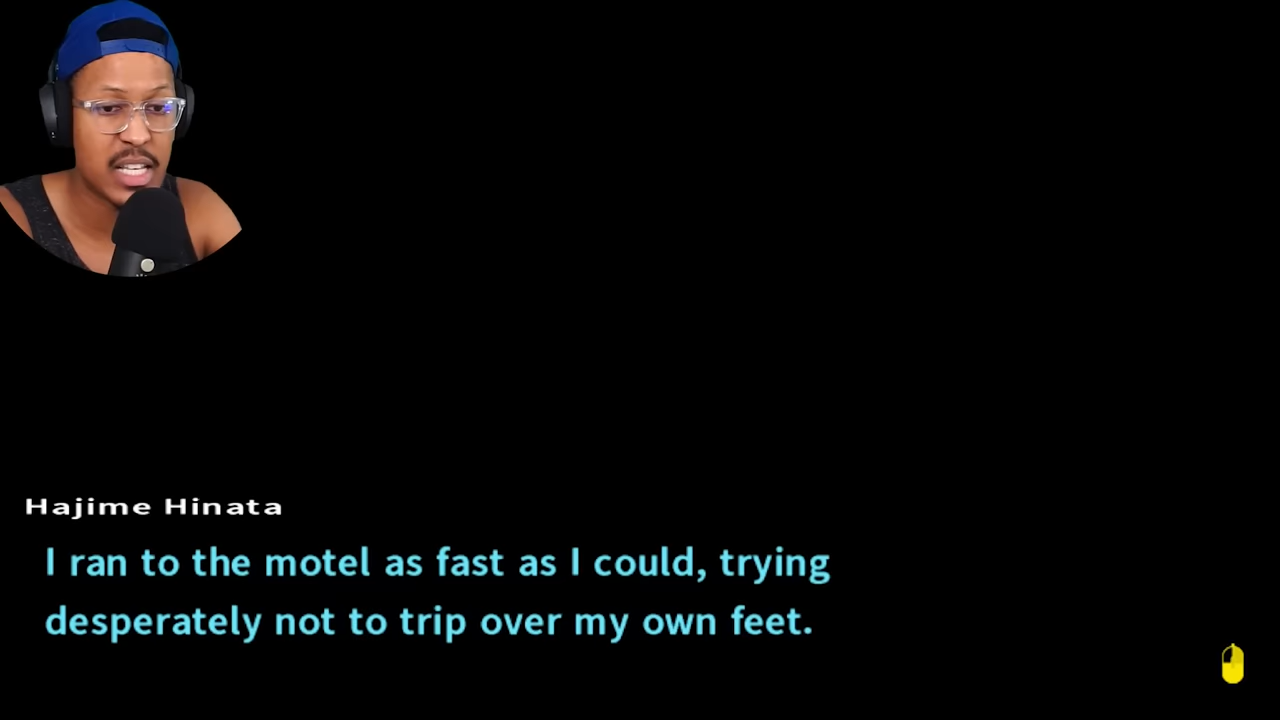 Hajime Hinata
I ran to the motel as fast as I could, trying
desperately not to trip over my own feet.